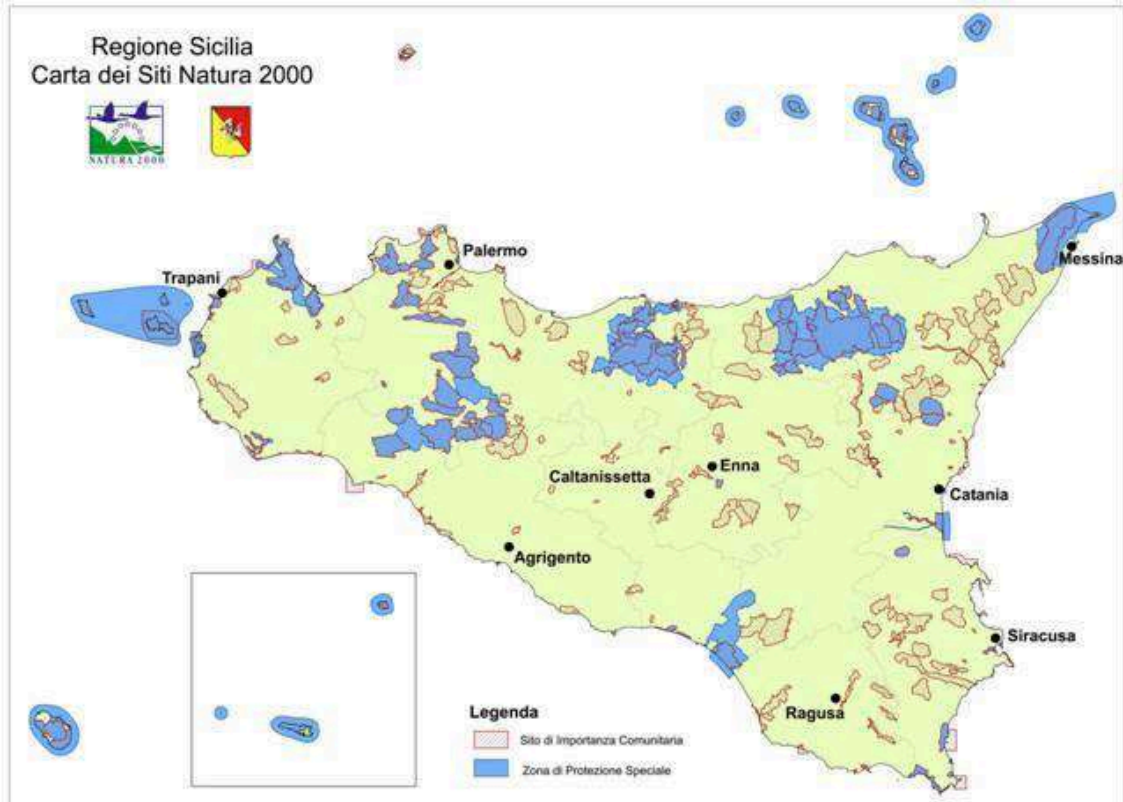 Regione Sicilia
Carta dei Siti Natura 2000
NATURA 2000
Palermo
Messina
Trapani
Enna
Caltanissetta
Catania
Agrigento
Siracusa
Ragusa
Legenda
Sito di Importanza Comunitaria
Zona di Protezione Speciale